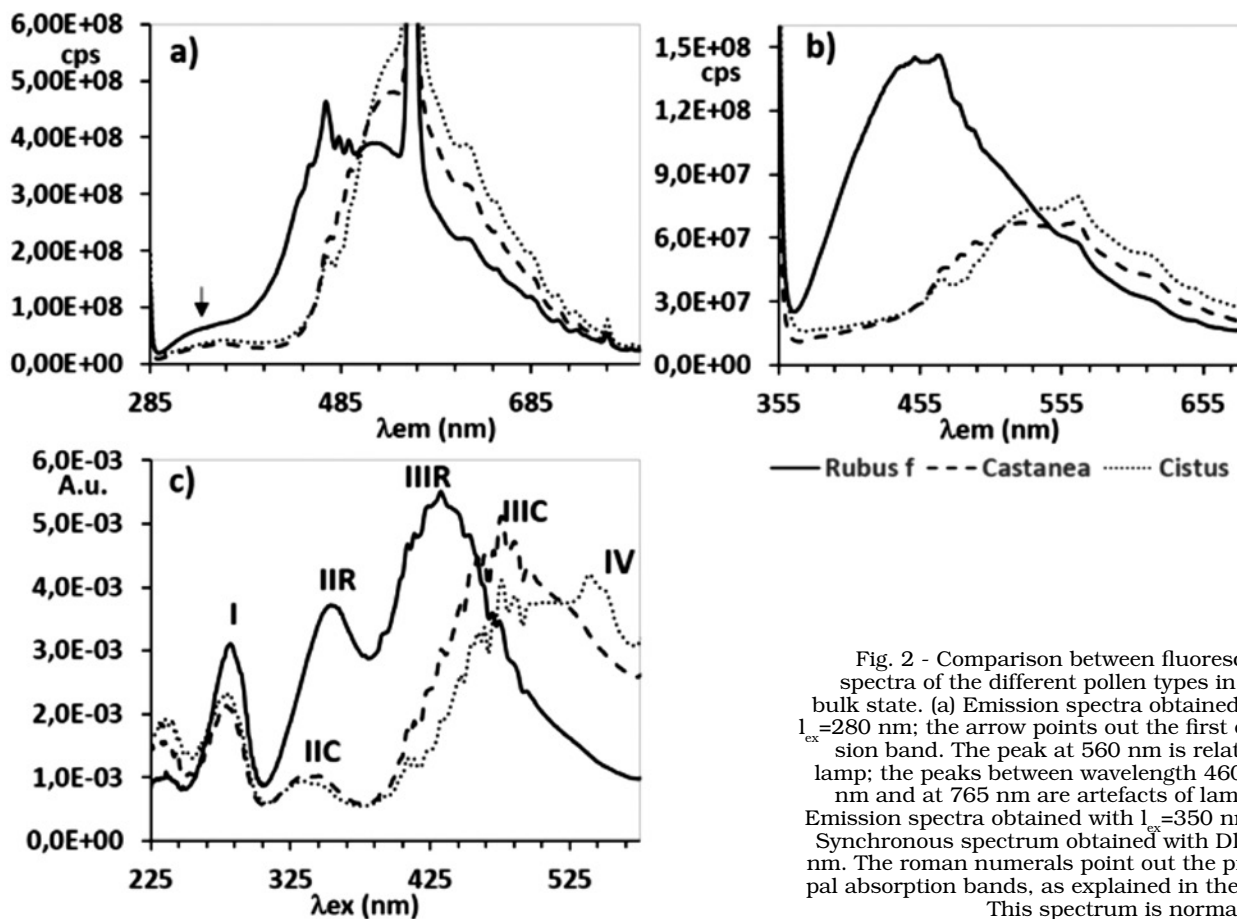 6,00E+08
cps
5,00E+08
4,00E+08
3,00E+08
2,00E+08
1,00E+08
0,00E+00
a)
285 485 685
λem (nm)
1,5E+08
cps
1,2E+08
9,0E+07
6,0E+07
3,0E+07
0,0E+00
b)
355 455 555 655
λem (nm)
Rubus f Castanea Cistus
6,0E-03
A.u.
5,0E-03
4,0E-03
3,0E-03
2,0E-03
1,0E-03
0,0E+00
c)
I
IIR
IIC
IIIR
IIIC
IV
225 325 425 525
λex (nm)
Fig. 2 - Comparison between fluoresc
spectra of the different pollen types in
bulk state. (a) Emission spectra obtained
lex=280 nm; the arrow points out the first
sion band. The peak at 560 nm is relat
lamp; the peaks between wavelength 460
nm and at 765 nm are artefacts of lam
Emission spectra obtained with lex=350 nm
Synchronous spectrum obtained with
nm. The roman numerals point out the
pal absorption bands, as explained in the
This spectrum is norma